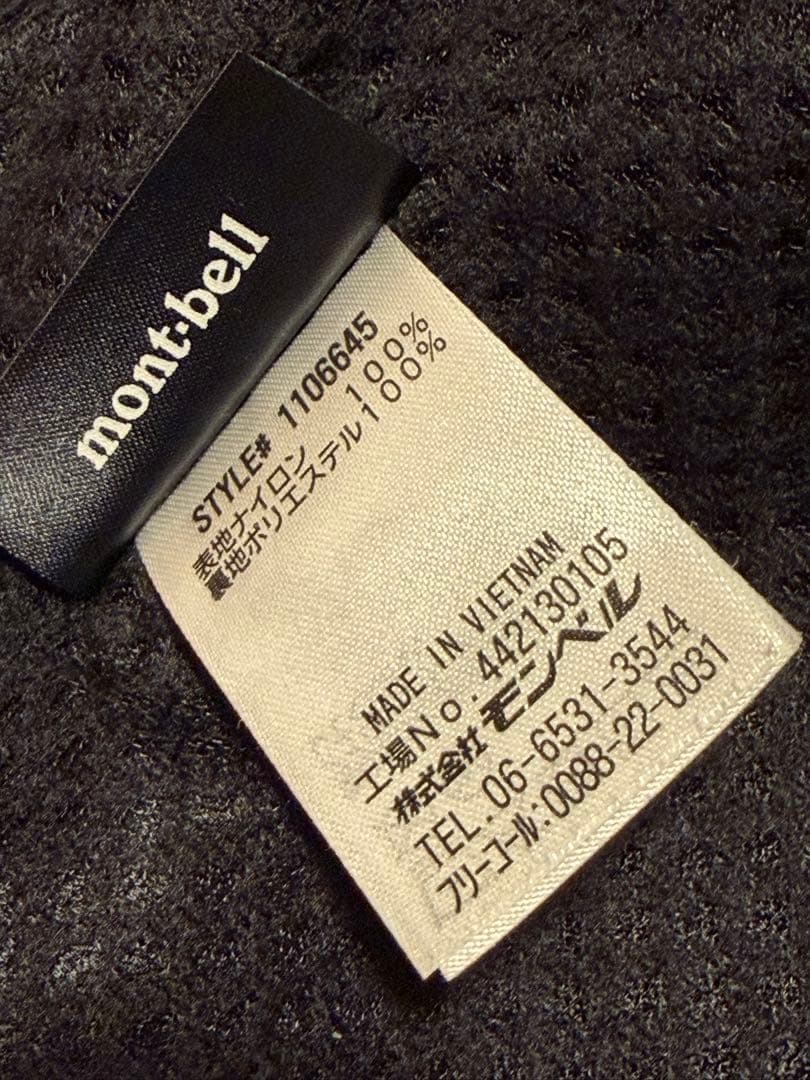 mont-bell
STYLE# 1106645
表地ナイロン 100%
裏地ポリエステル100%
MADE IN VIETNAM
工場No.442130105
株式会社モンベル
TEL.06-6531-3544
フリーコール:0088-22-0031